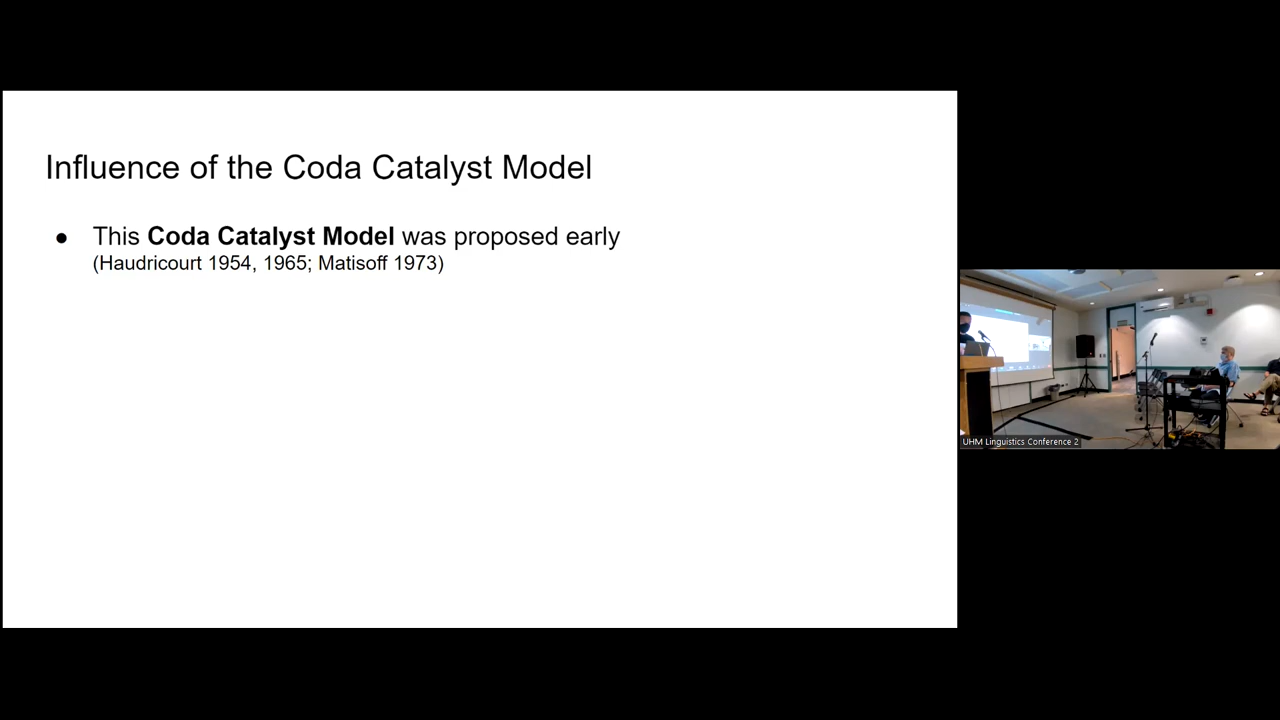 Influence of the Coda Catalyst Model
● This Coda Catalyst Model was proposed early
(Haudricourt 1954, 1965; Matisoff 1973)
UHM Linguistics Conference 2